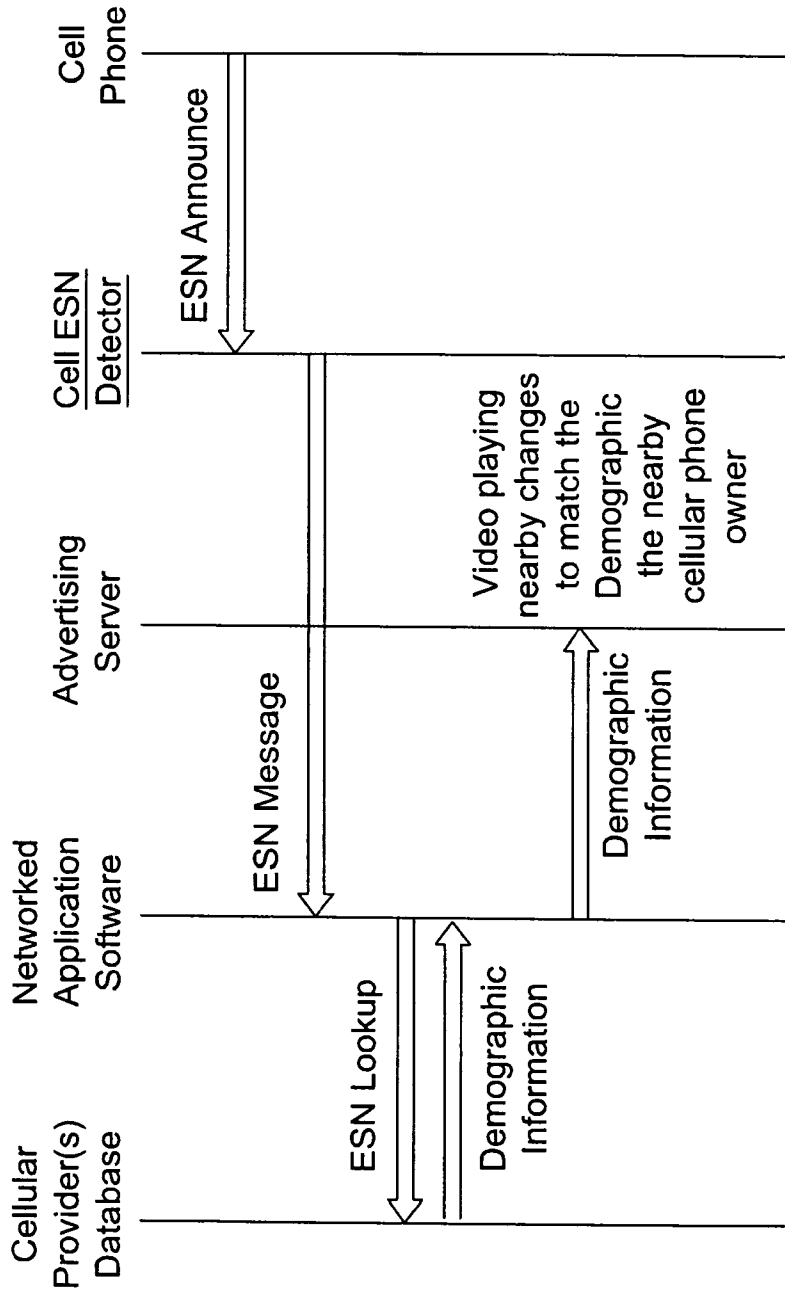 Cellular
Provider(s)
Database
Networked
Application
Software
Advertising
Server
Cell ESN
Detector
Cell
Phone
ESN Announce
ESN Message
ESN Lookup
Demographic
Information
Demographic
Information
Video playing
nearby changes
to match the
Demographic
the nearby
cellular phone
owner